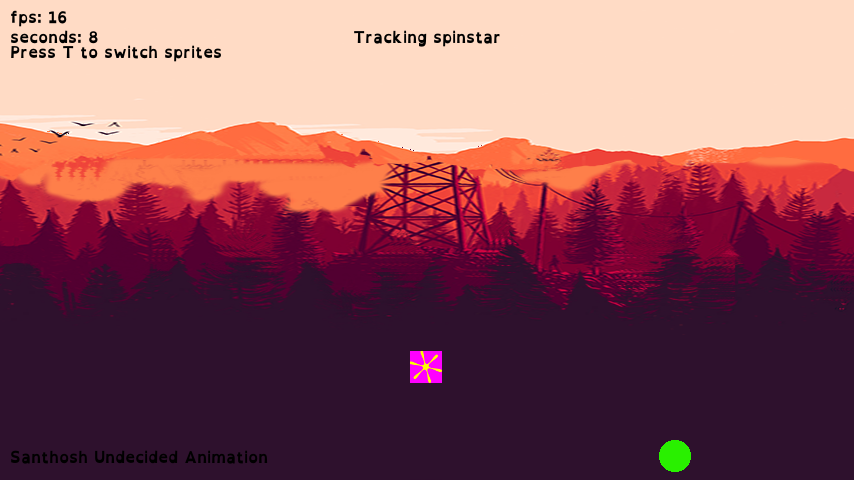 fps: 16
seconds: 8
Press T to switch sprites
Tracking spinstar
Santhosh Undecided Animation